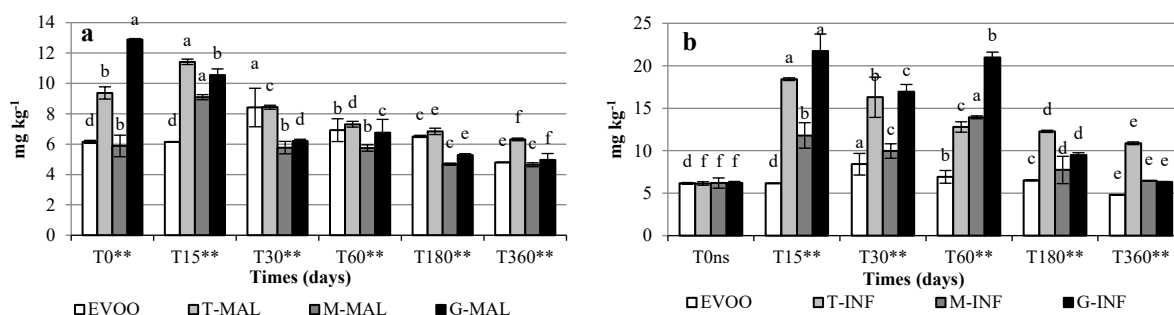 a
mg kg-1
14
12
10
8
6
4
2
0
d b b a
d a a b
a c c d
b d c c
c e d e
e f c f
T0** T15** T30** T60** T180** T360**
Times (days)
EVOO T-MAL M-MAL G-MAL
b
mg kg-1
25
20
15
10
5
0
d f f f
d a b a
a b c c
b c a b
c d d d
e e e e
T0ns T15** T30** T60** T180** T360**
Times (days)
EVOO T-INF M-INF G-INF